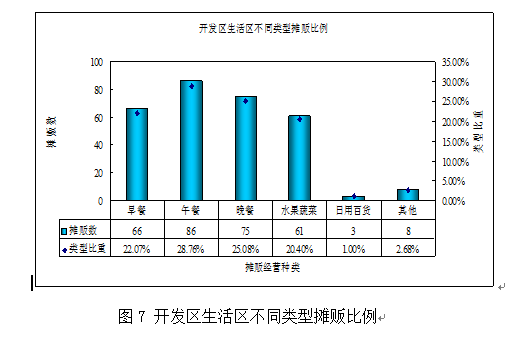 开发区生活区不同类型摊贩比例
100 35.00%
30.00%
80 25.00%
60 20.00%
40 15.00%
10.00%
20 5.00%
0 0.00%
摊贩数
类型比重
早餐 午餐 晚餐 水果蔬菜 日用百货 其他
摊贩数 66 86 75 61 3 8
类型比重 22.07% 28.76% 25.08% 20.40% 1.00% 2.68%
摊贩经营种类
图7 开发区生活区不同类型摊贩比例